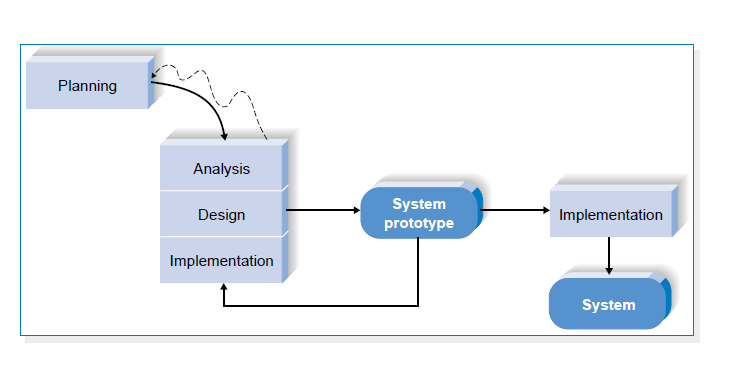 Planning
Analysis
Design
Implementation
System
prototype
Implementation
System